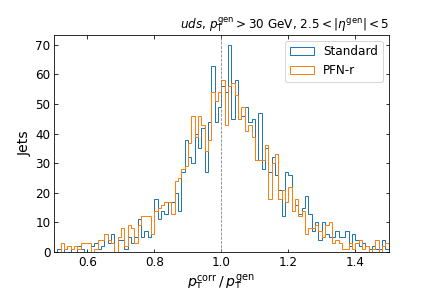 uds, p_T^gen > 30 GeV, 2.5 < |η^gen| < 5
Standard
PFN-r
Jets
70
60
50
40
30
20
10
0
0.6 0.8 1.0 1.2 1.4
p_T^corr / p_T^gen